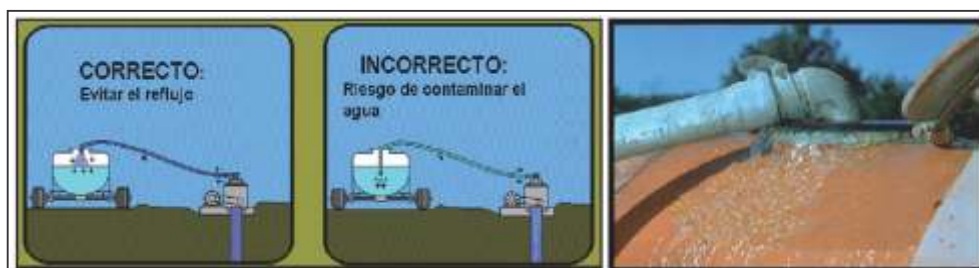 CORRECTO:
Evitar el reflujo
INCORRECTO:
Riesgo de contaminar el
agua